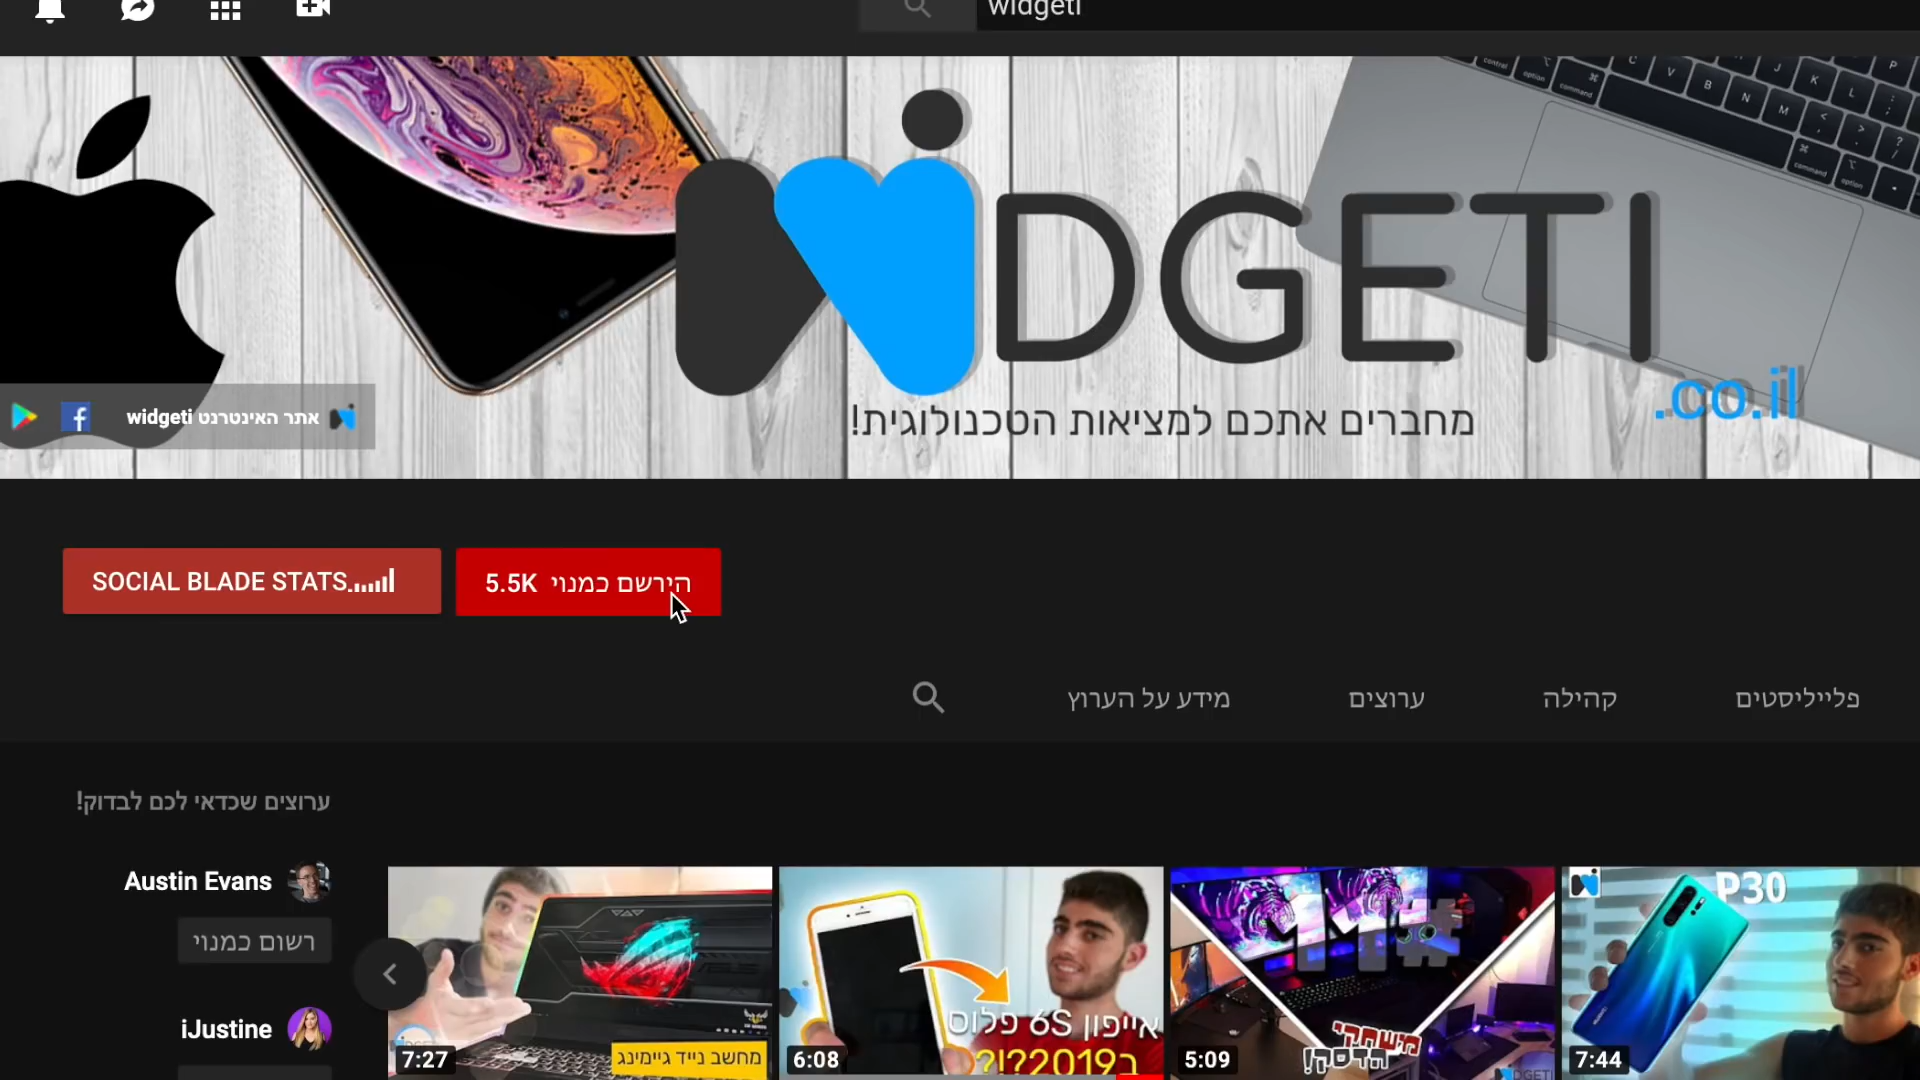 widgeti
WIDGETI
.co.il
מחברים אתכם למציאות הטכנולוגית!
אתר האינטרנט widgeti
SOCIAL BLADE STATS
הירשם כמנוי 5.5K
פלייליסטים
קהילה
ערוצים
מידע על הערוץ
ערוצים שכדאי לכם לבדוק!
Austin Evans
רשום כמנוי
iJustine
P30
אייפון 6S פלוס
ב2019?!?
מחשב נייד גיימינג
משחקי
הדסק!
7:27
6:08
5:09
7:44